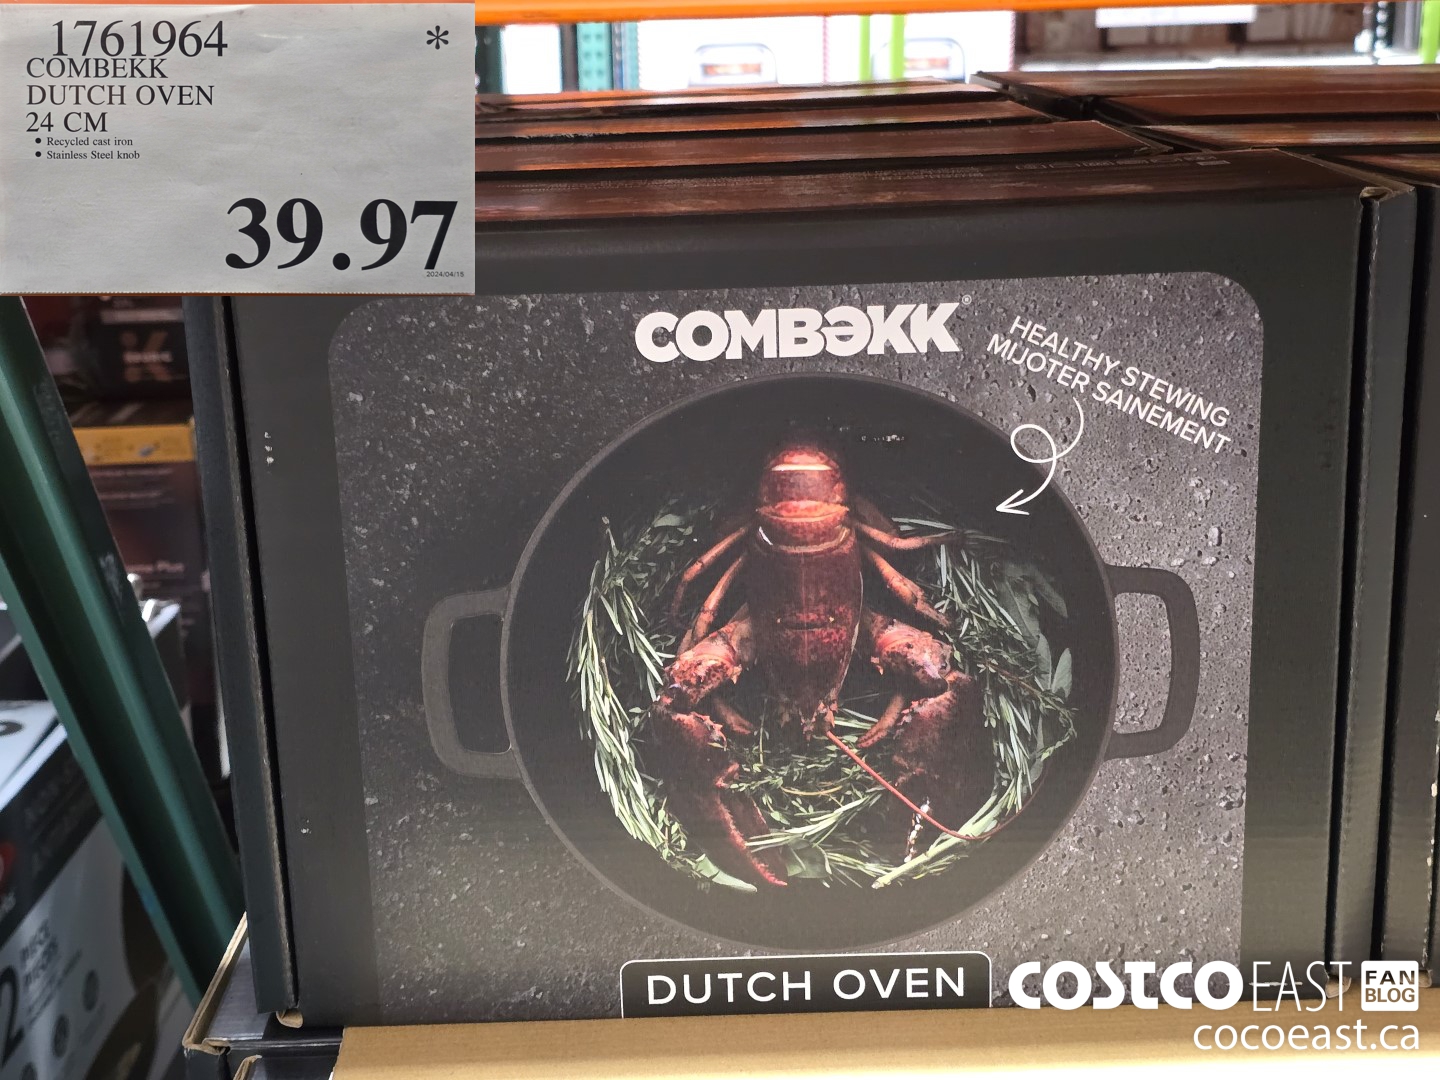 1761964 *
COMBEKK
DUTCH OVEN
24 CM
• Recycled cast iron
• Stainless Steel knob
39.97
2024/04/15
COMBƏKK®
HEALTHY STEWING
MIJOTER SAINEMENT
DUTCH OVEN
COSTCO EAST FAN BLOG
cocoeast.ca